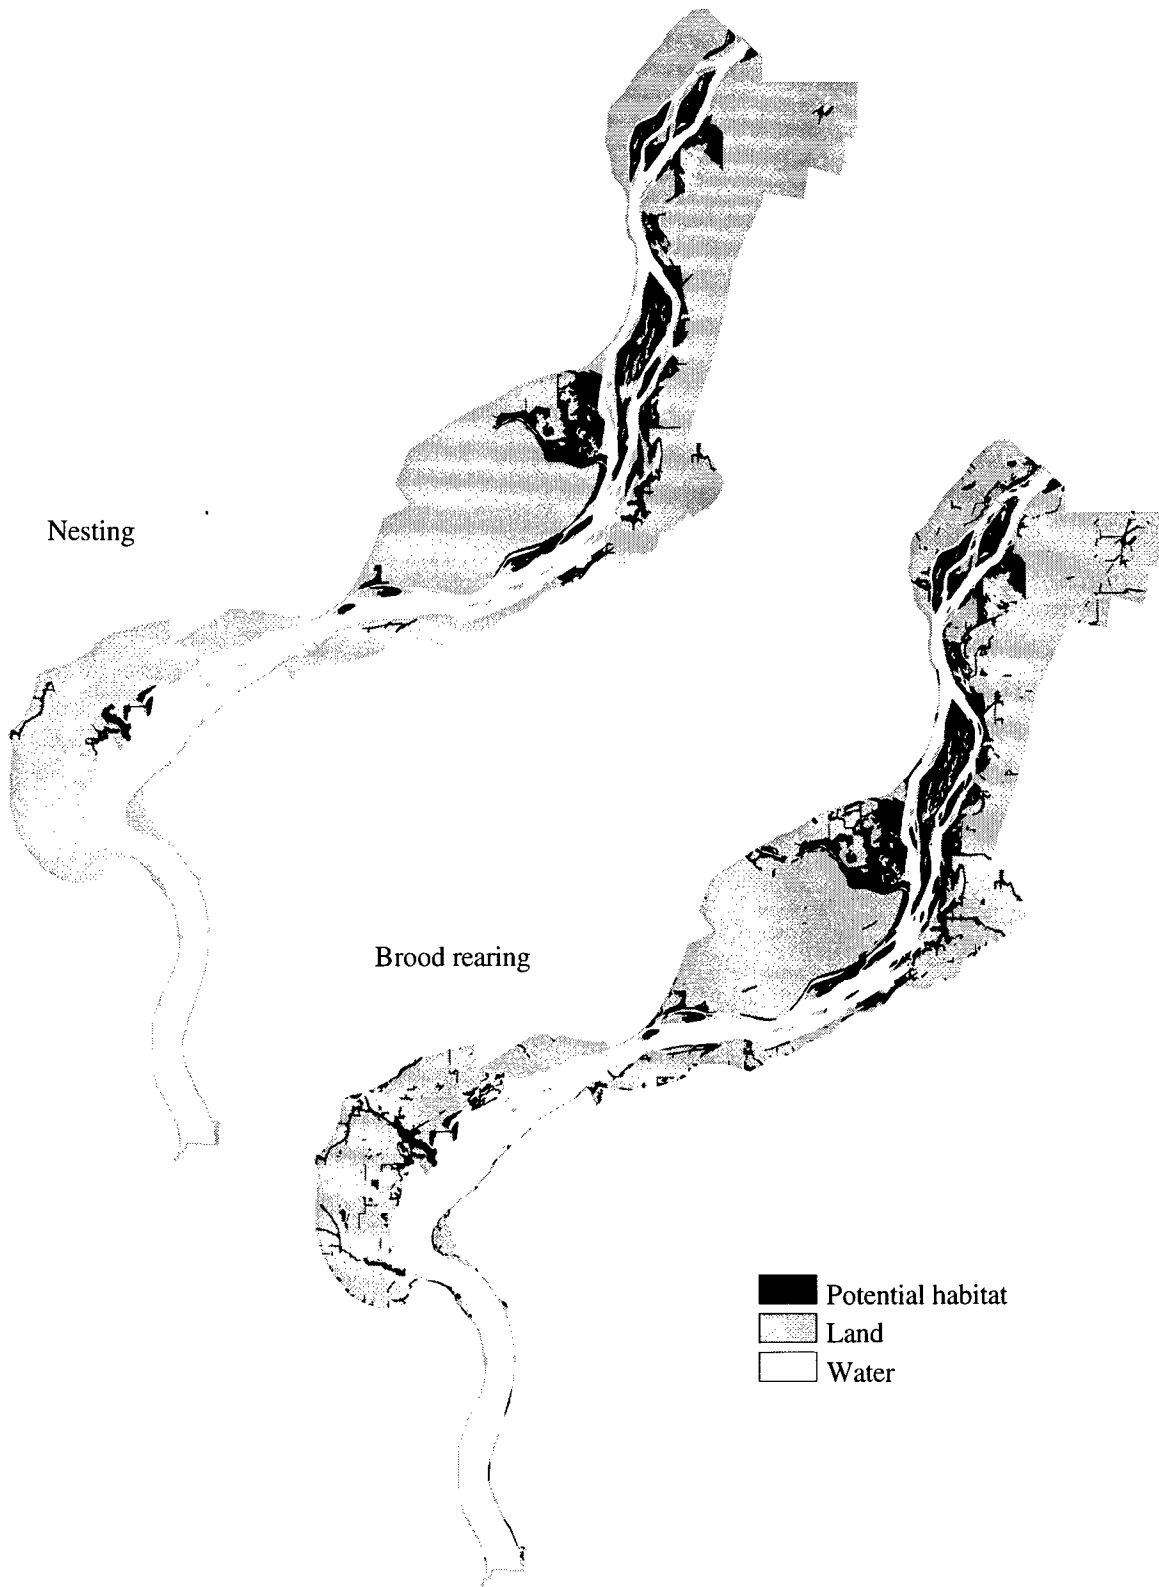 Nesting
Brood rearing
Potential habitat
Land
Water